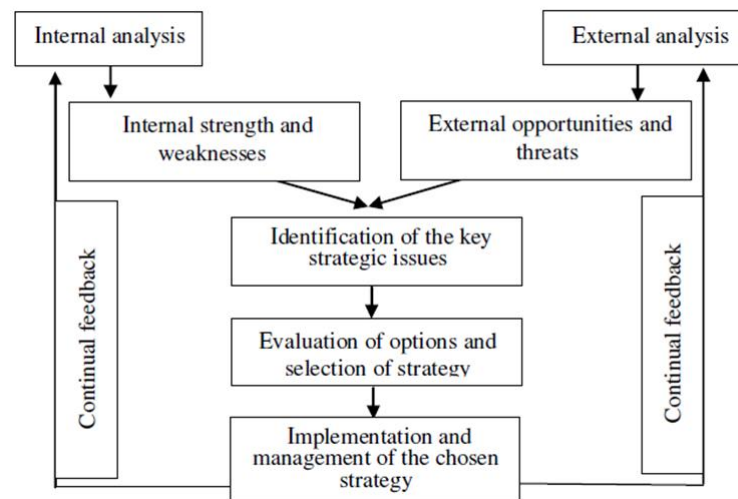 Internal analysis
External analysis
Internal strength and
weaknesses
External opportunities and
threats
Identification of the key
strategic issues
Evaluation of options and
selection of strategy
Implementation and
management of the chosen
strategy
Continual feedback
Continual feedback